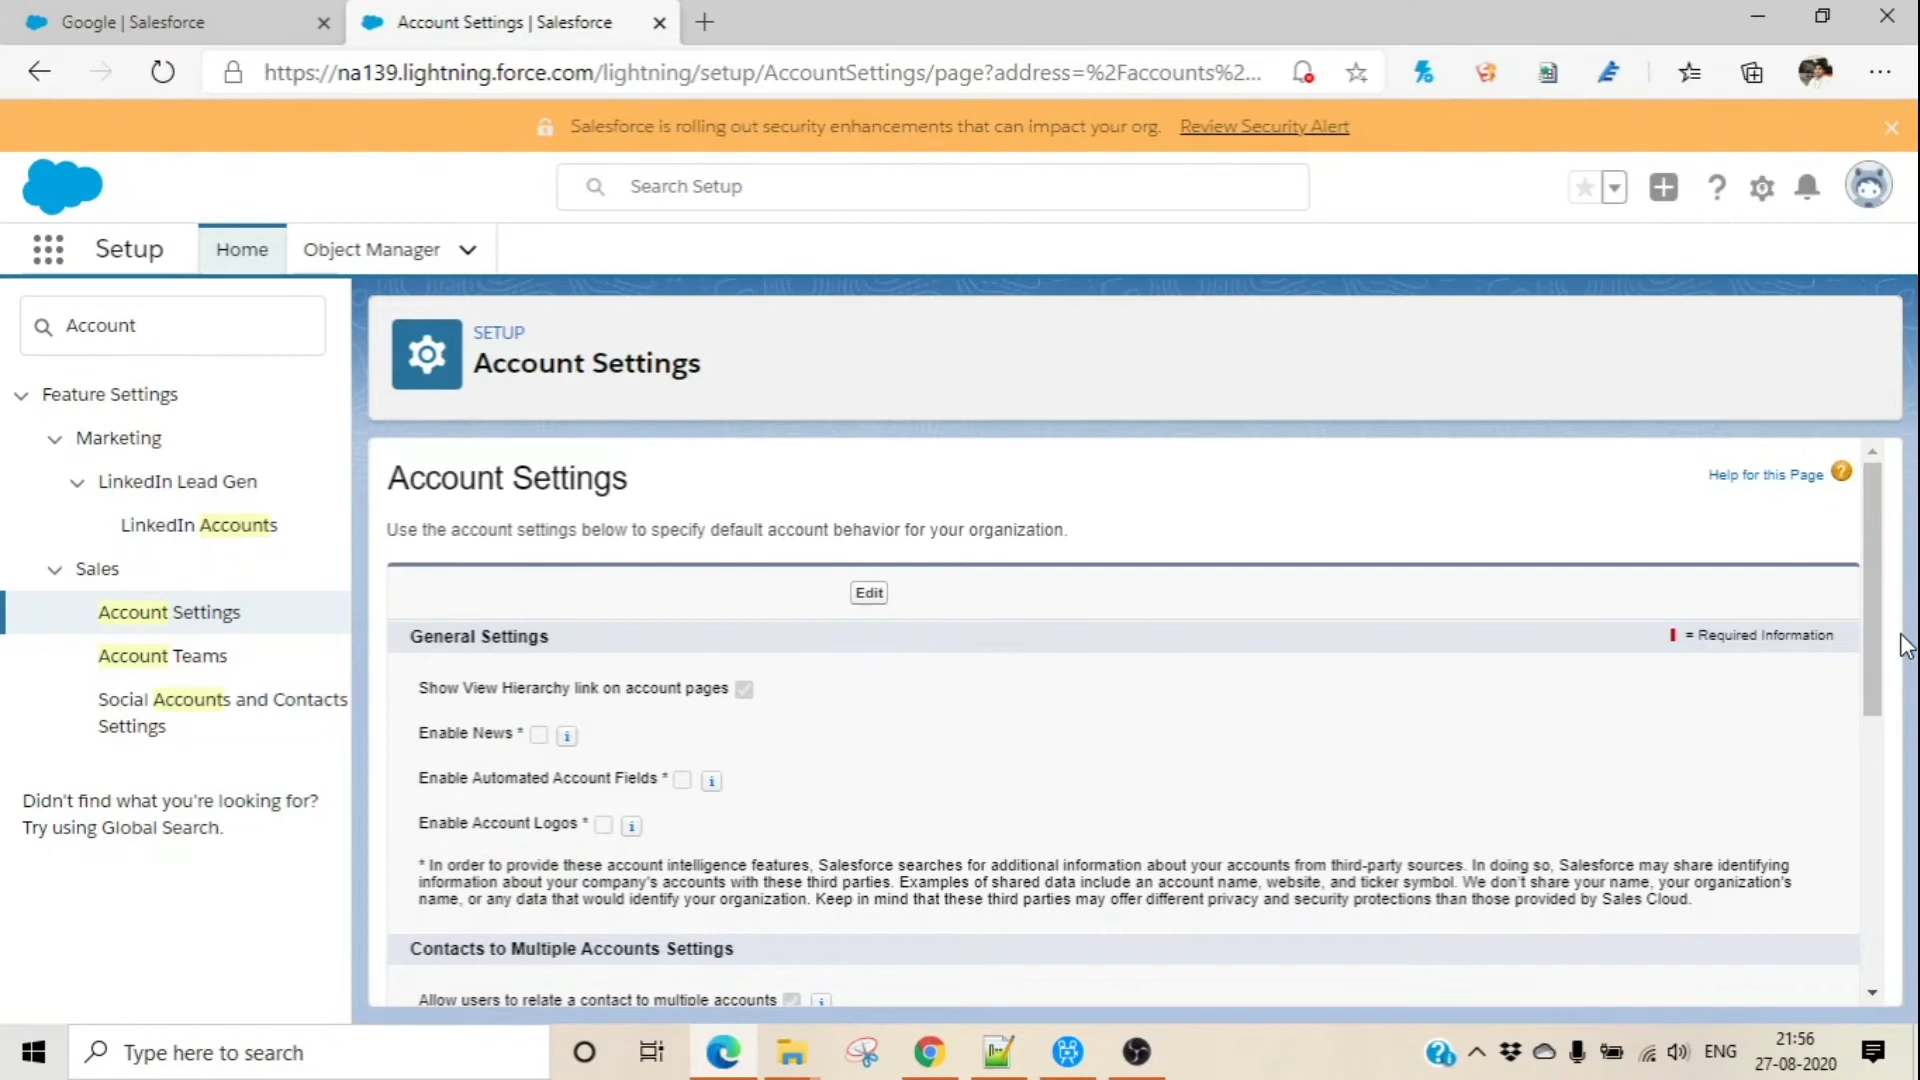 Google | Salesforce
Account Settings | Salesforce
https://na139.lightning.force.com/lightning/setup/AccountSettings/page?address=%2Faccounts%2...
Salesforce is rolling out security enhancements that can impact your org. Review Security Alert
Search Setup
Setup
Home
Object Manager
Account
SETUP
Account Settings
Feature Settings
Marketing
LinkedIn Lead Gen
LinkedIn Accounts
Sales
Account Settings
Account Teams
Social Accounts and Contacts
Settings
Didn't find what you're looking for?
Try using Global Search.
Account Settings
Help for this Page
Use the account settings below to specify default account behavior for your organization.
Edit
General Settings
= Required Information
Show View Hierarchy link on account pages
Enable News *
Enable Automated Account Fields *
Enable Account Logos *
* In order to provide these account intelligence features, Salesforce searches for additional information about your accounts from third-party sources. In doing so, Salesforce may share identifying
information about your company's accounts with these third parties. Examples of shared data include an account name, website, and ticker symbol. We don't share your name, your organization's
name, or any data that would identify your organization. Keep in mind that these third parties may offer different privacy and security protections than those provided by Sales Cloud.
Contacts to Multiple Accounts Settings
Allow users to relate a contact to multiple accounts
Type here to search
ENG
21:56
27-08-2020